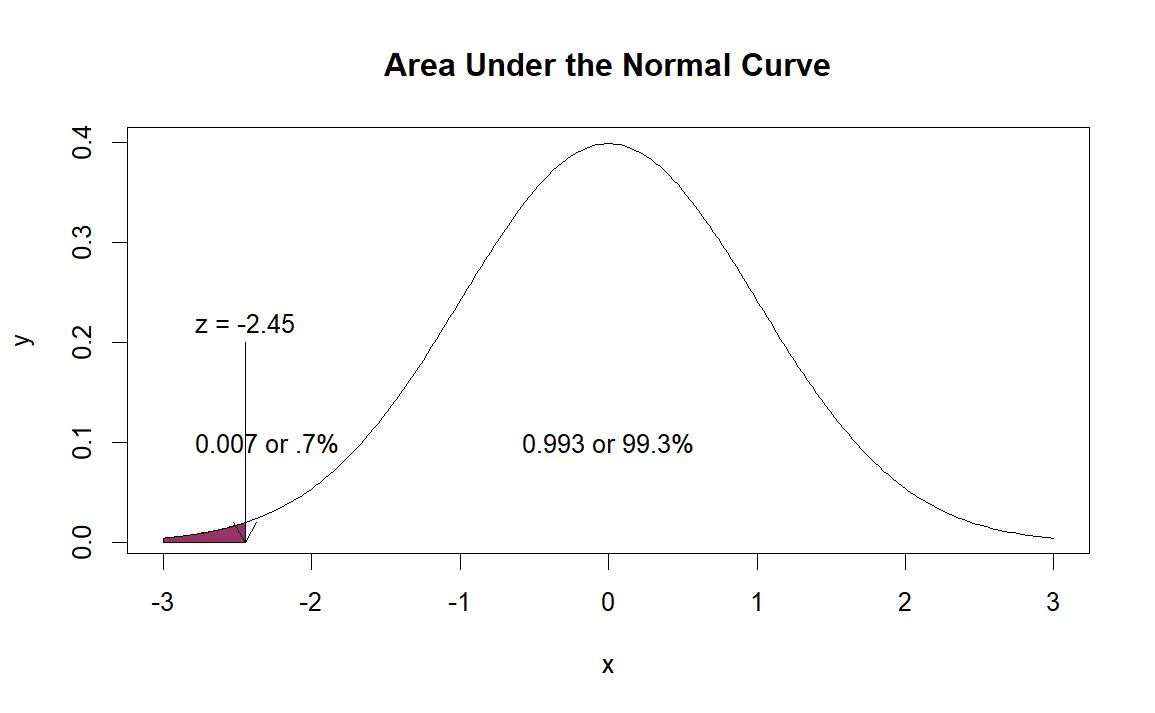 Area Under the Normal Curve
0.4
0.3
0.2
0.1
0.0
y
z = -2.45
0.007 or .7%
0.993 or 99.3%
-3 -2 -1 0 1 2 3
x